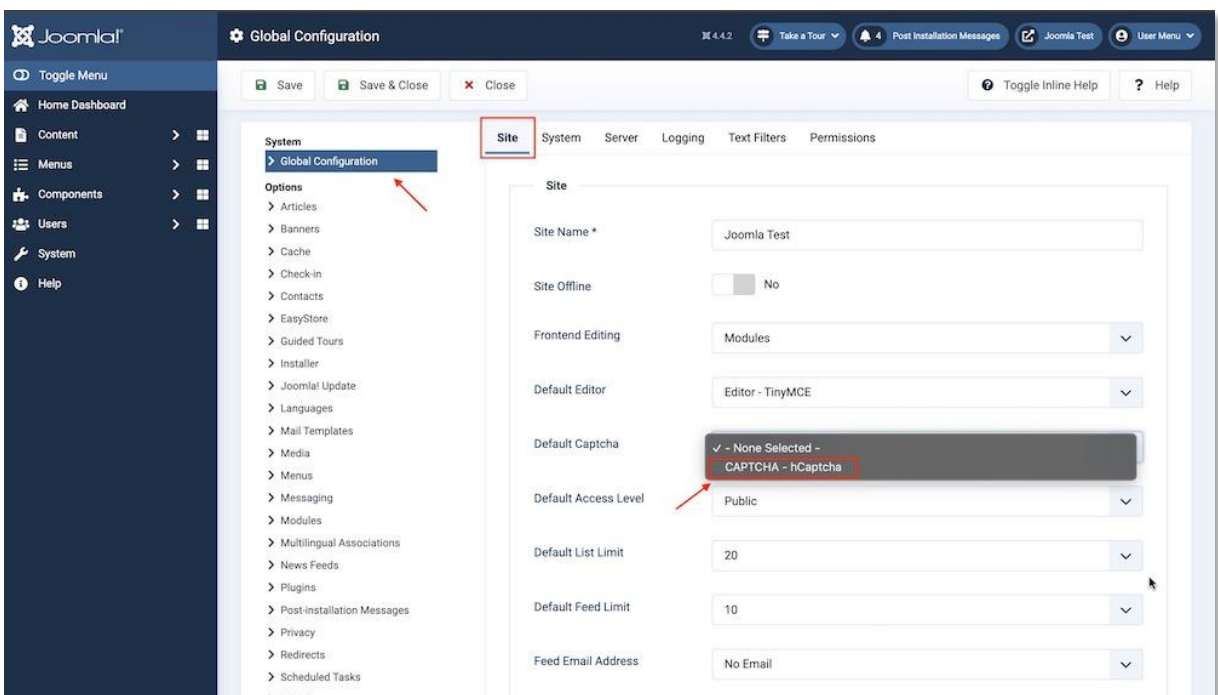 Joomla!
Global Configuration
4.4.2
Take a Tour
4 Post Installation Messages
Joomla Test
User Menu
Toggle Menu
Home Dashboard
Content
Menus
Components
Users
System
Help
Save
Save & Close
Close
Toggle Inline Help
? Help
System
Global Configuration
Options
Articles
Banners
Cache
Check-in
Contacts
EasyStore
Guided Tours
Installer
Joomla! Update
Languages
Mail Templates
Media
Menus
Messaging
Modules
Multilingual Associations
News Feeds
Plugins
Post-installation Messages
Privacy
Redirects
Scheduled Tasks
Site System Server Logging Text Filters Permissions
Site
Site Name * Joomla Test
Site Offline No
Frontend Editing Modules
Default Editor Editor - TinyMCE
Default Captcha
✓ - None Selected -
CAPTCHA - hCaptcha
Default Access Level Public
Default List Limit 20
Default Feed Limit 10
Feed Email Address No Email